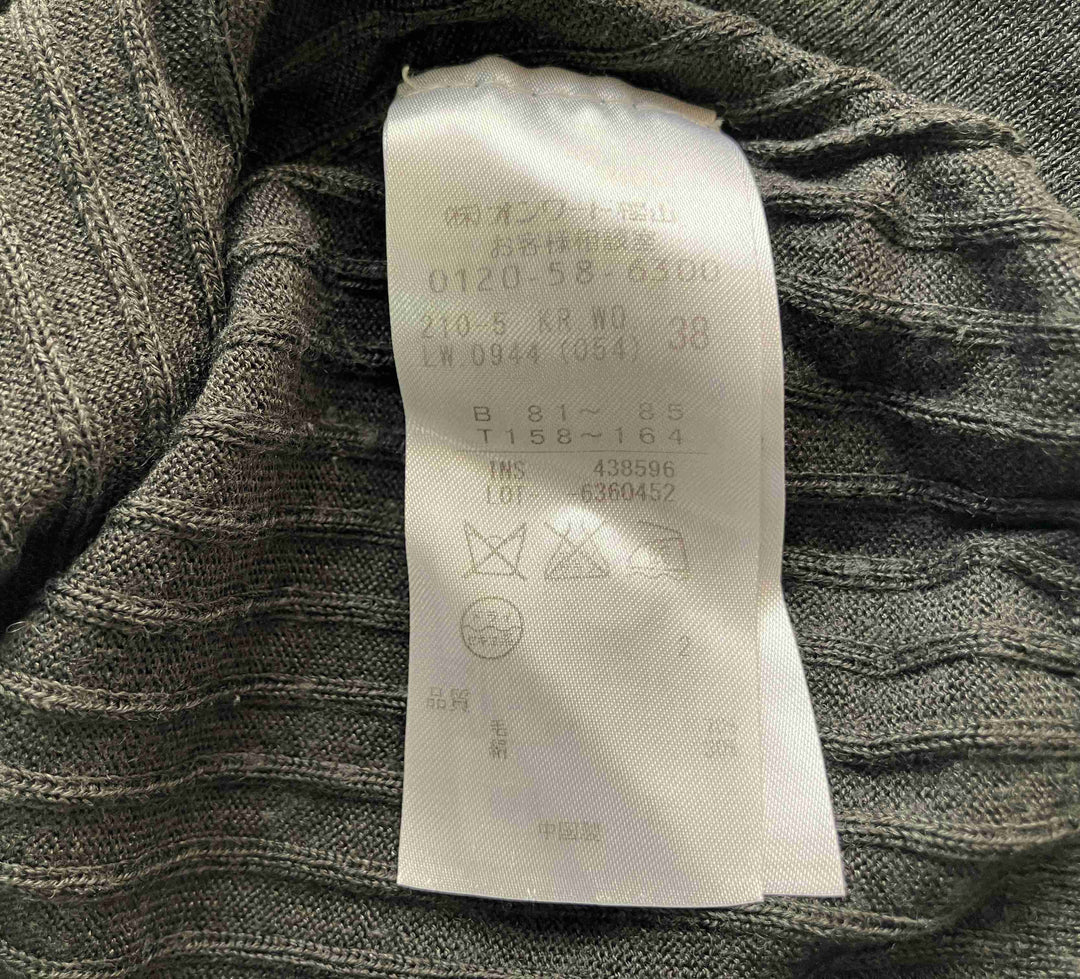 (株)オンワード樫山
お客様相談室
0120-58-6300
210-5 KR WO 38
LW 0944 (054)
B 81~ 85
T158~164
INS 438596
LOT -6360452
2
品質
毛
中国製